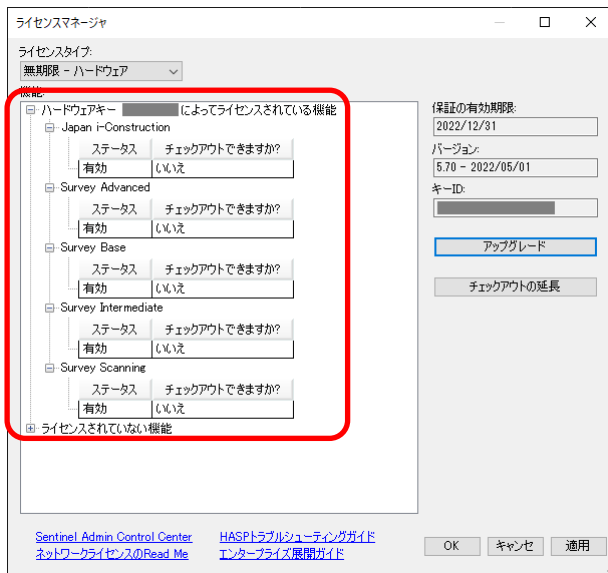 ライセンスマネージャ
ライセンスタイプ:
無期限 - ハードウェア
機能:
ハードウェアキー によってライセンスされている機能
Japan i-Construction
ステータス チェックアウトできますか?
有効 いいえ
Survey Advanced
ステータス チェックアウトできますか?
有効 いいえ
Survey Base
ステータス チェックアウトできますか?
有効 いいえ
Survey Intermediate
ステータス チェックアウトできますか?
有効 いいえ
Survey Scanning
ステータス チェックアウトできますか?
有効 いいえ
ライセンスされていない機能
保証の有効期限:
2022/12/31
バージョン:
5.70 - 2022/05/01
キーID:
アップグレード
チェックアウトの延長
Sentinel Admin Control Center HASPトラブルシューティングガイド
ネットワークライセンスのRead Me エンタープライズ展開ガイド
OK キャンセ 適用